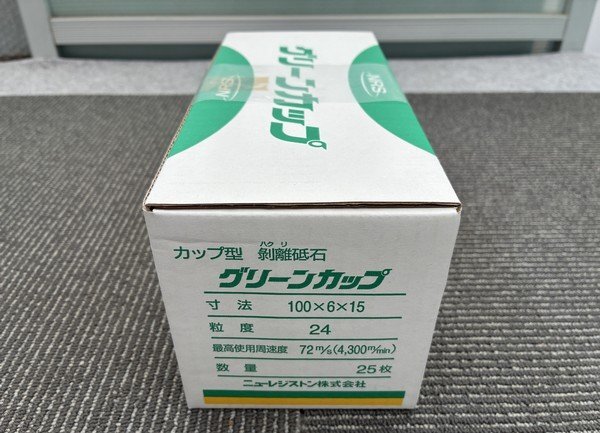 グリーンカップ
NRS
NRS
カップ型 剝離砥石
ハクリ
グリーンカップ
寸法 100×6×15
粒度 24
最高使用周速度 72m/s(4,300m/min)
数量 25枚
ニューレジストン株式会社